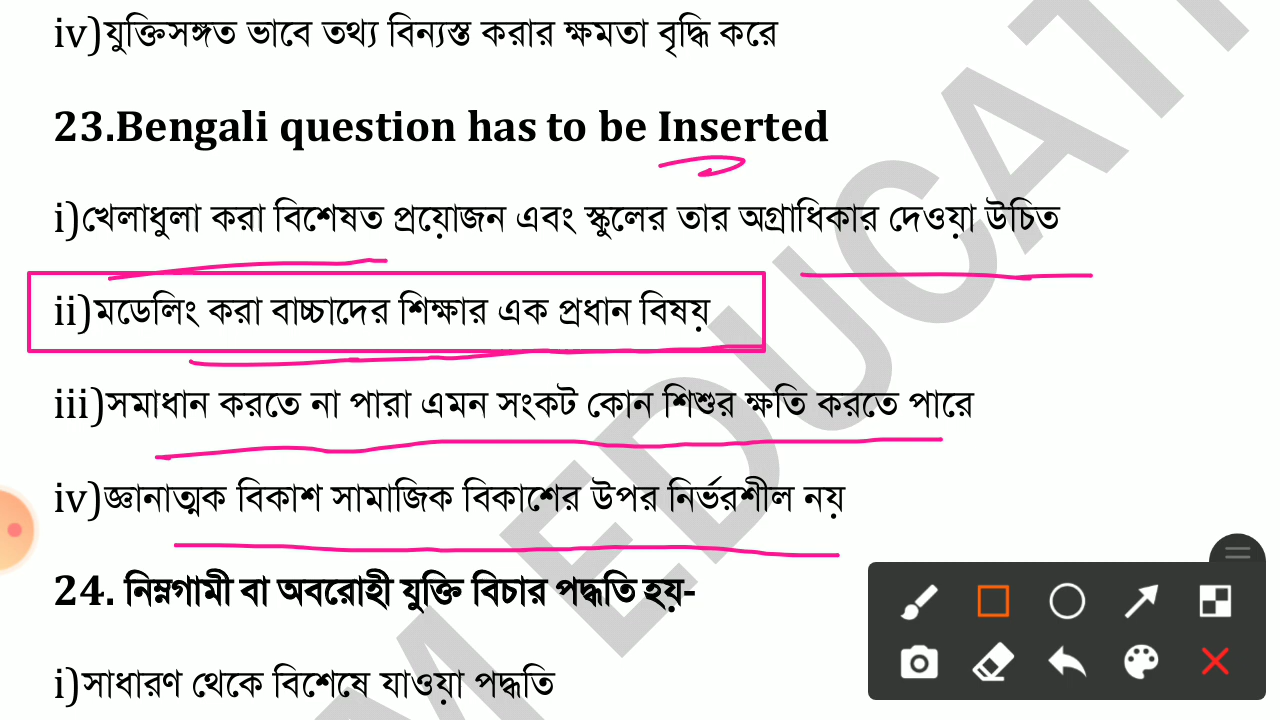 iv)যুক্তিসঙ্গত ভাবে তথ্য বিন্যস্ত করার ক্ষমতা বৃদ্ধি করে
23.Bengali question has to be Inserted
i)খেলাধুলা করা বিশেষত প্রয়োজন এবং স্কুলের তার অগ্রাধিকার দেওয়া উচিত
ii)মডেলিং করা বাচ্চাদের শিক্ষার এক প্রধান বিষয়
iii)সমাধান করতে না পারা এমন সংকট কোন শিশুর ক্ষতি করতে পারে
iv)জ্ঞানাত্মক বিকাশ সামাজিক বিকাশের উপর নির্ভরশীল নয়
24. নিম্নগামী বা অবরোহী যুক্তি বিচার পদ্ধতি হয়-
i)সাধারণ থেকে বিশেষে যাওয়া পদ্ধতি
M EDUCATI